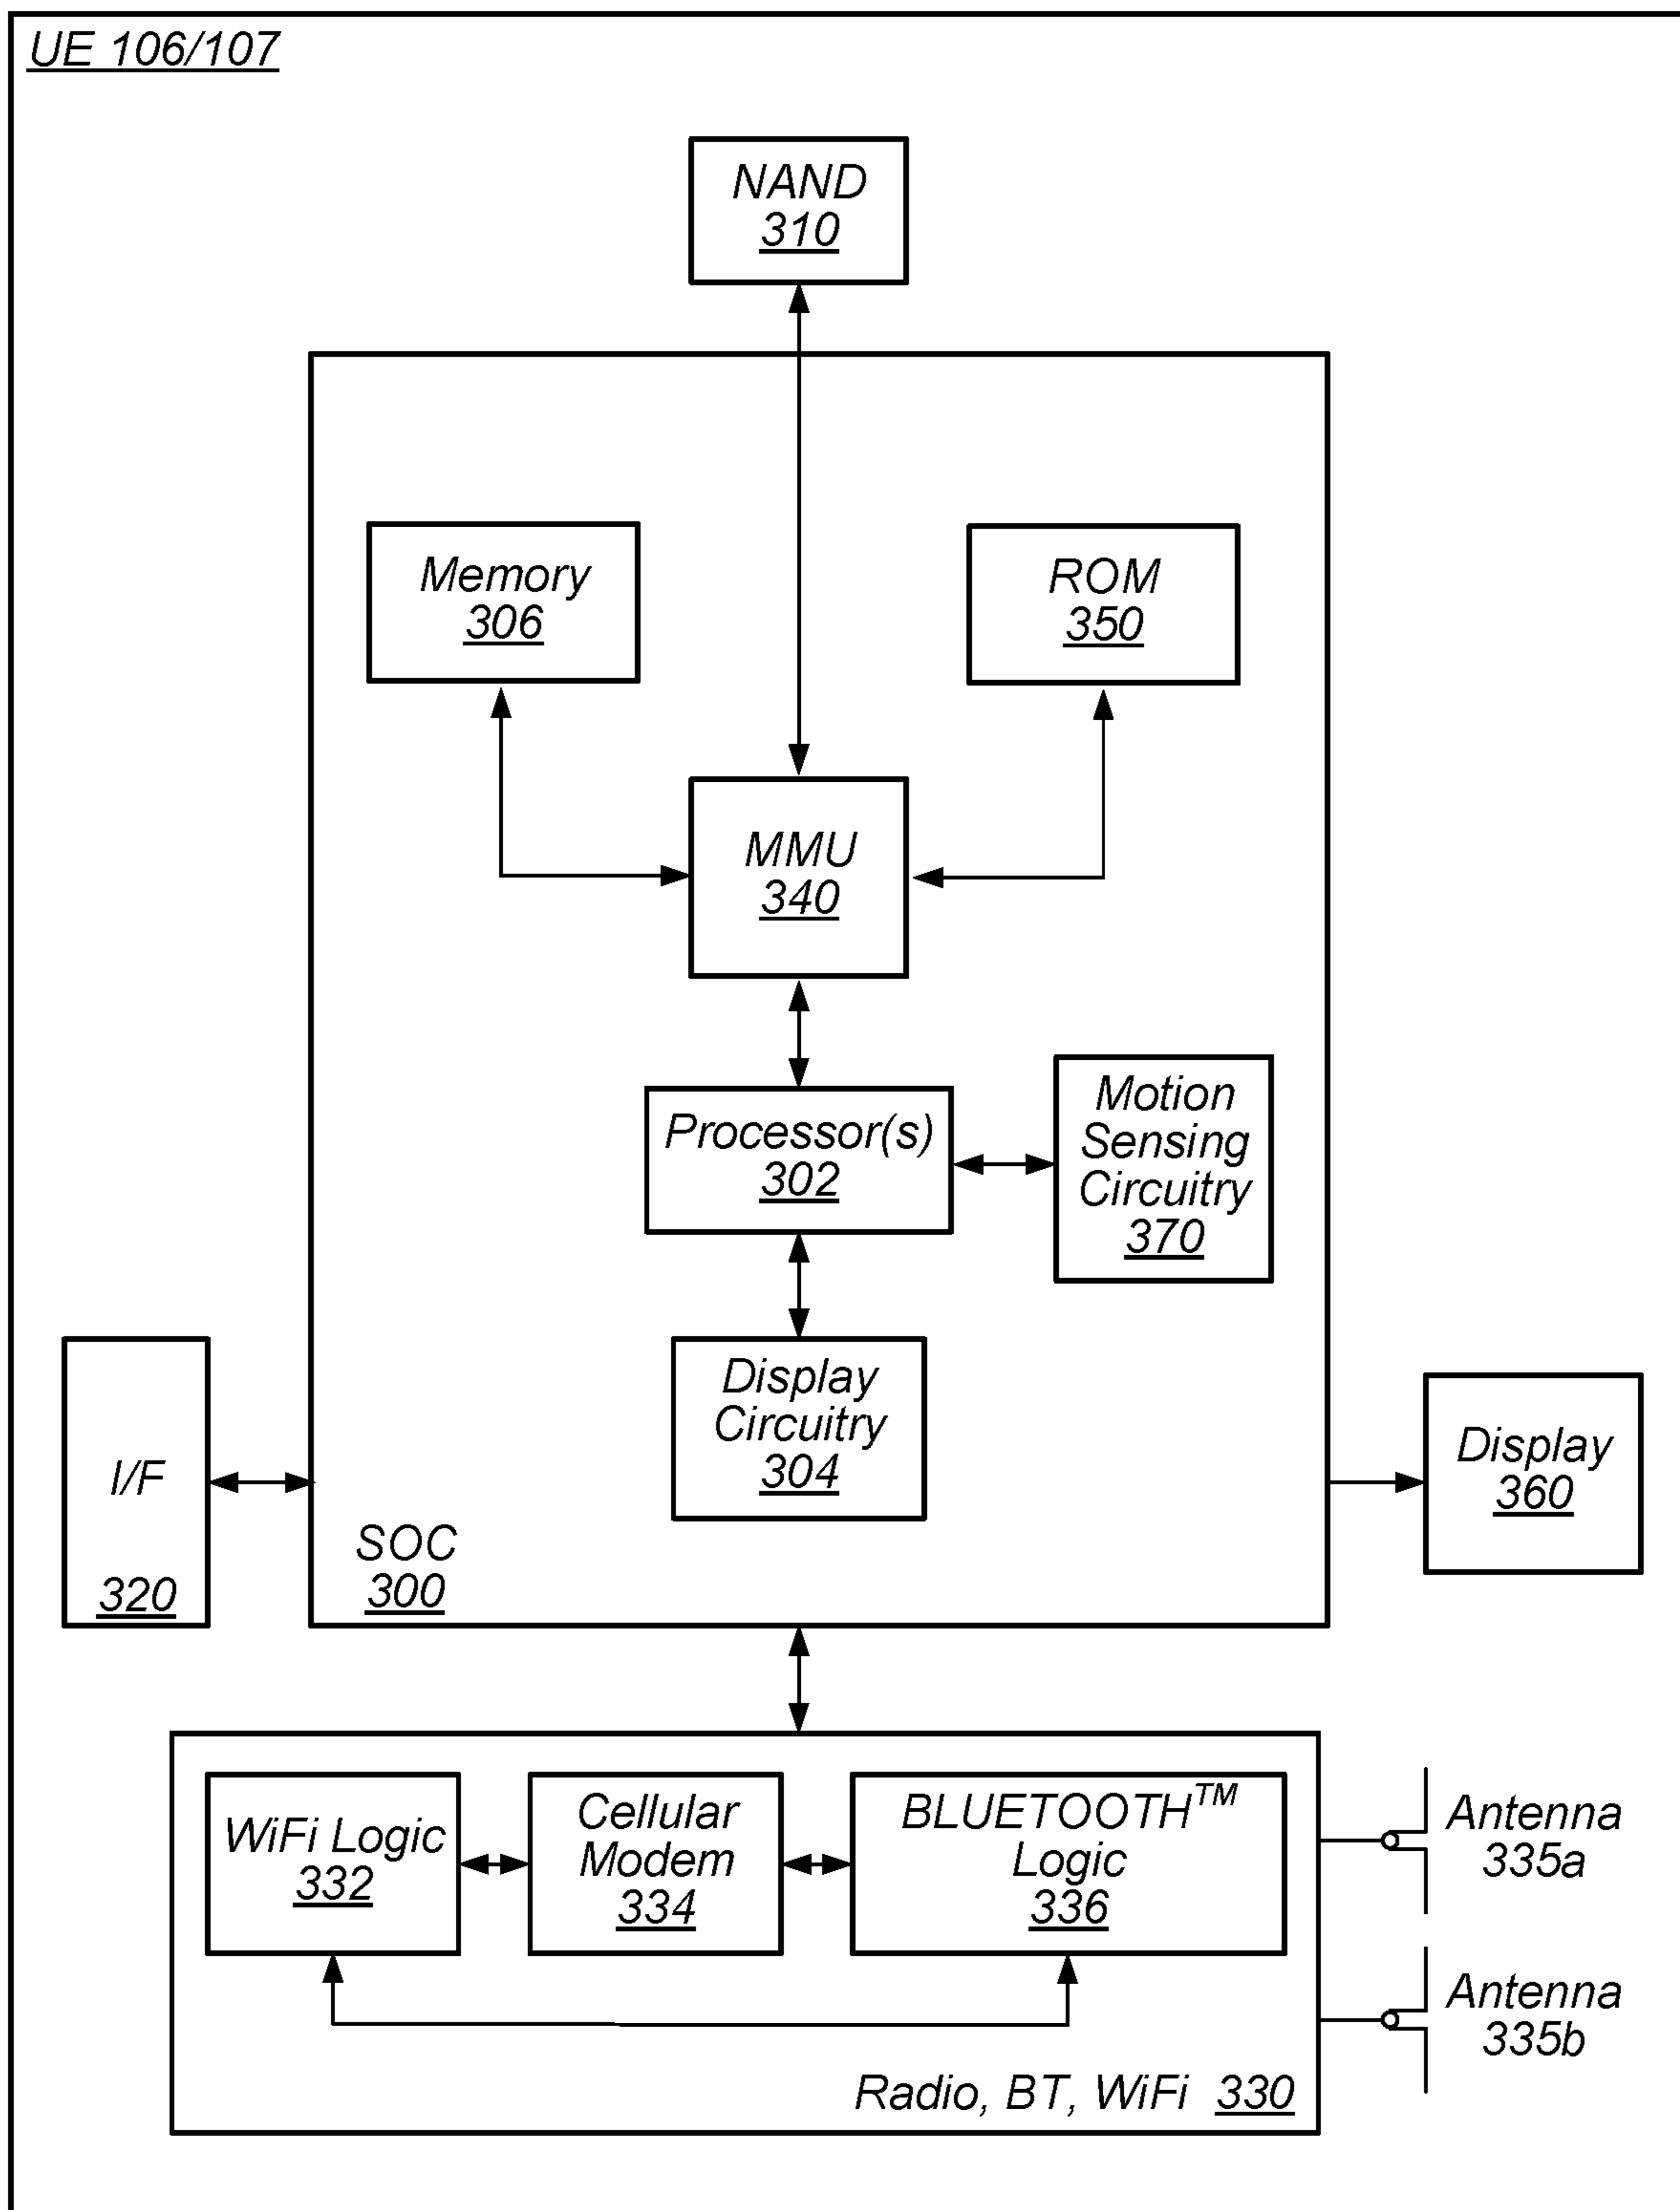 UE 106/107
NAND
310
Memory
306
ROM
350
MMU
340
Processor(s)
302
Motion
Sensing
Circuitry
370
Display
Circuitry
304
I/F
320
SOC
300
Display
360
WiFi Logic
332
Cellular
Modem
334
BLUETOOTH™
Logic
336
Antenna
335a
Antenna
335b
Radio, BT, WiFi 330